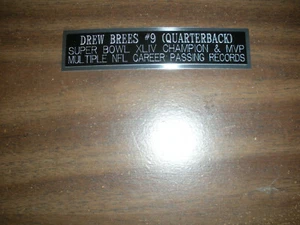 DREW BREES #9 (QUARTERBACK)
SUPER BOWL XLIV CHAMPION & MVP
MULTIPLE NFL CAREER PASSING RECORDS